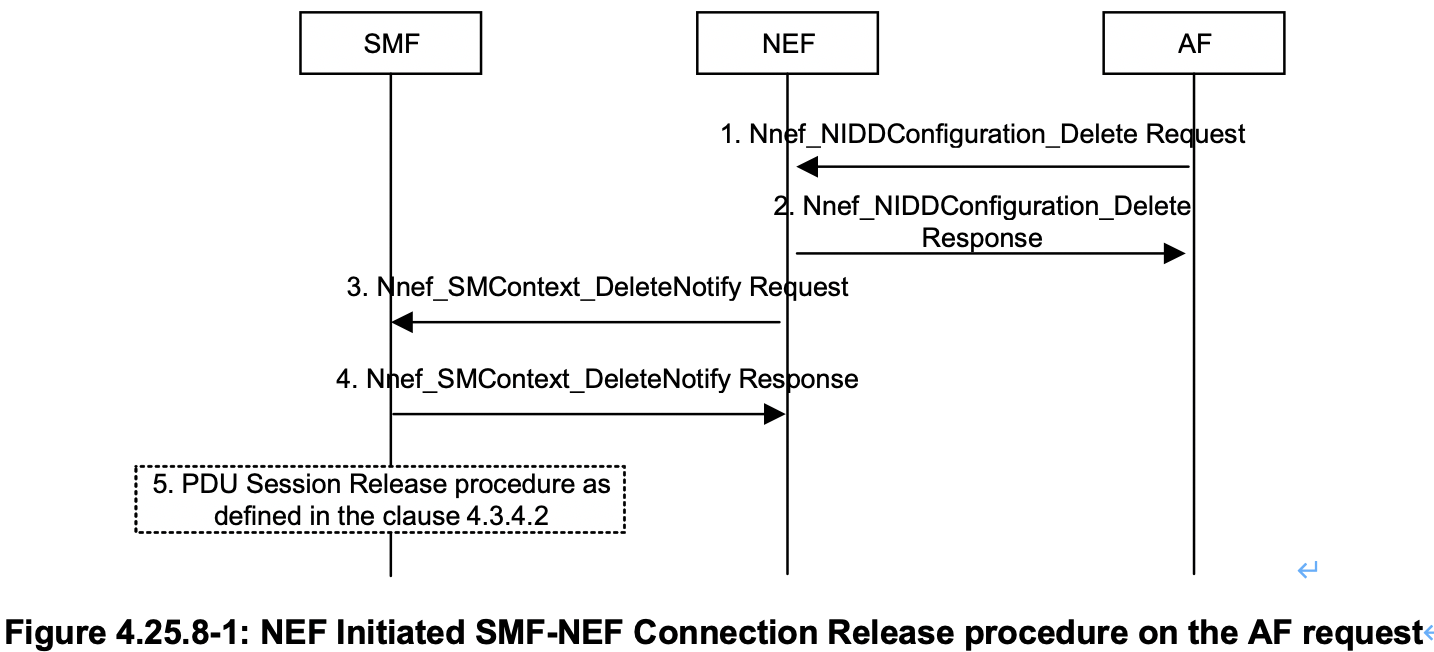 SMF
NEF
AF
1. Nnef_NIDDConfiguration_Delete Request
2. Nnef_NIDDConfiguration_Delete
Response
3. Nnef_SMContext_DeleteNotify Request
4. Nnef_SMContext_DeleteNotify Response
5. PDU Session Release procedure as
defined in the clause 4.3.4.2
Figure 4.25.8-1: NEF Initiated SMF-NEF Connection Release procedure on the AF request